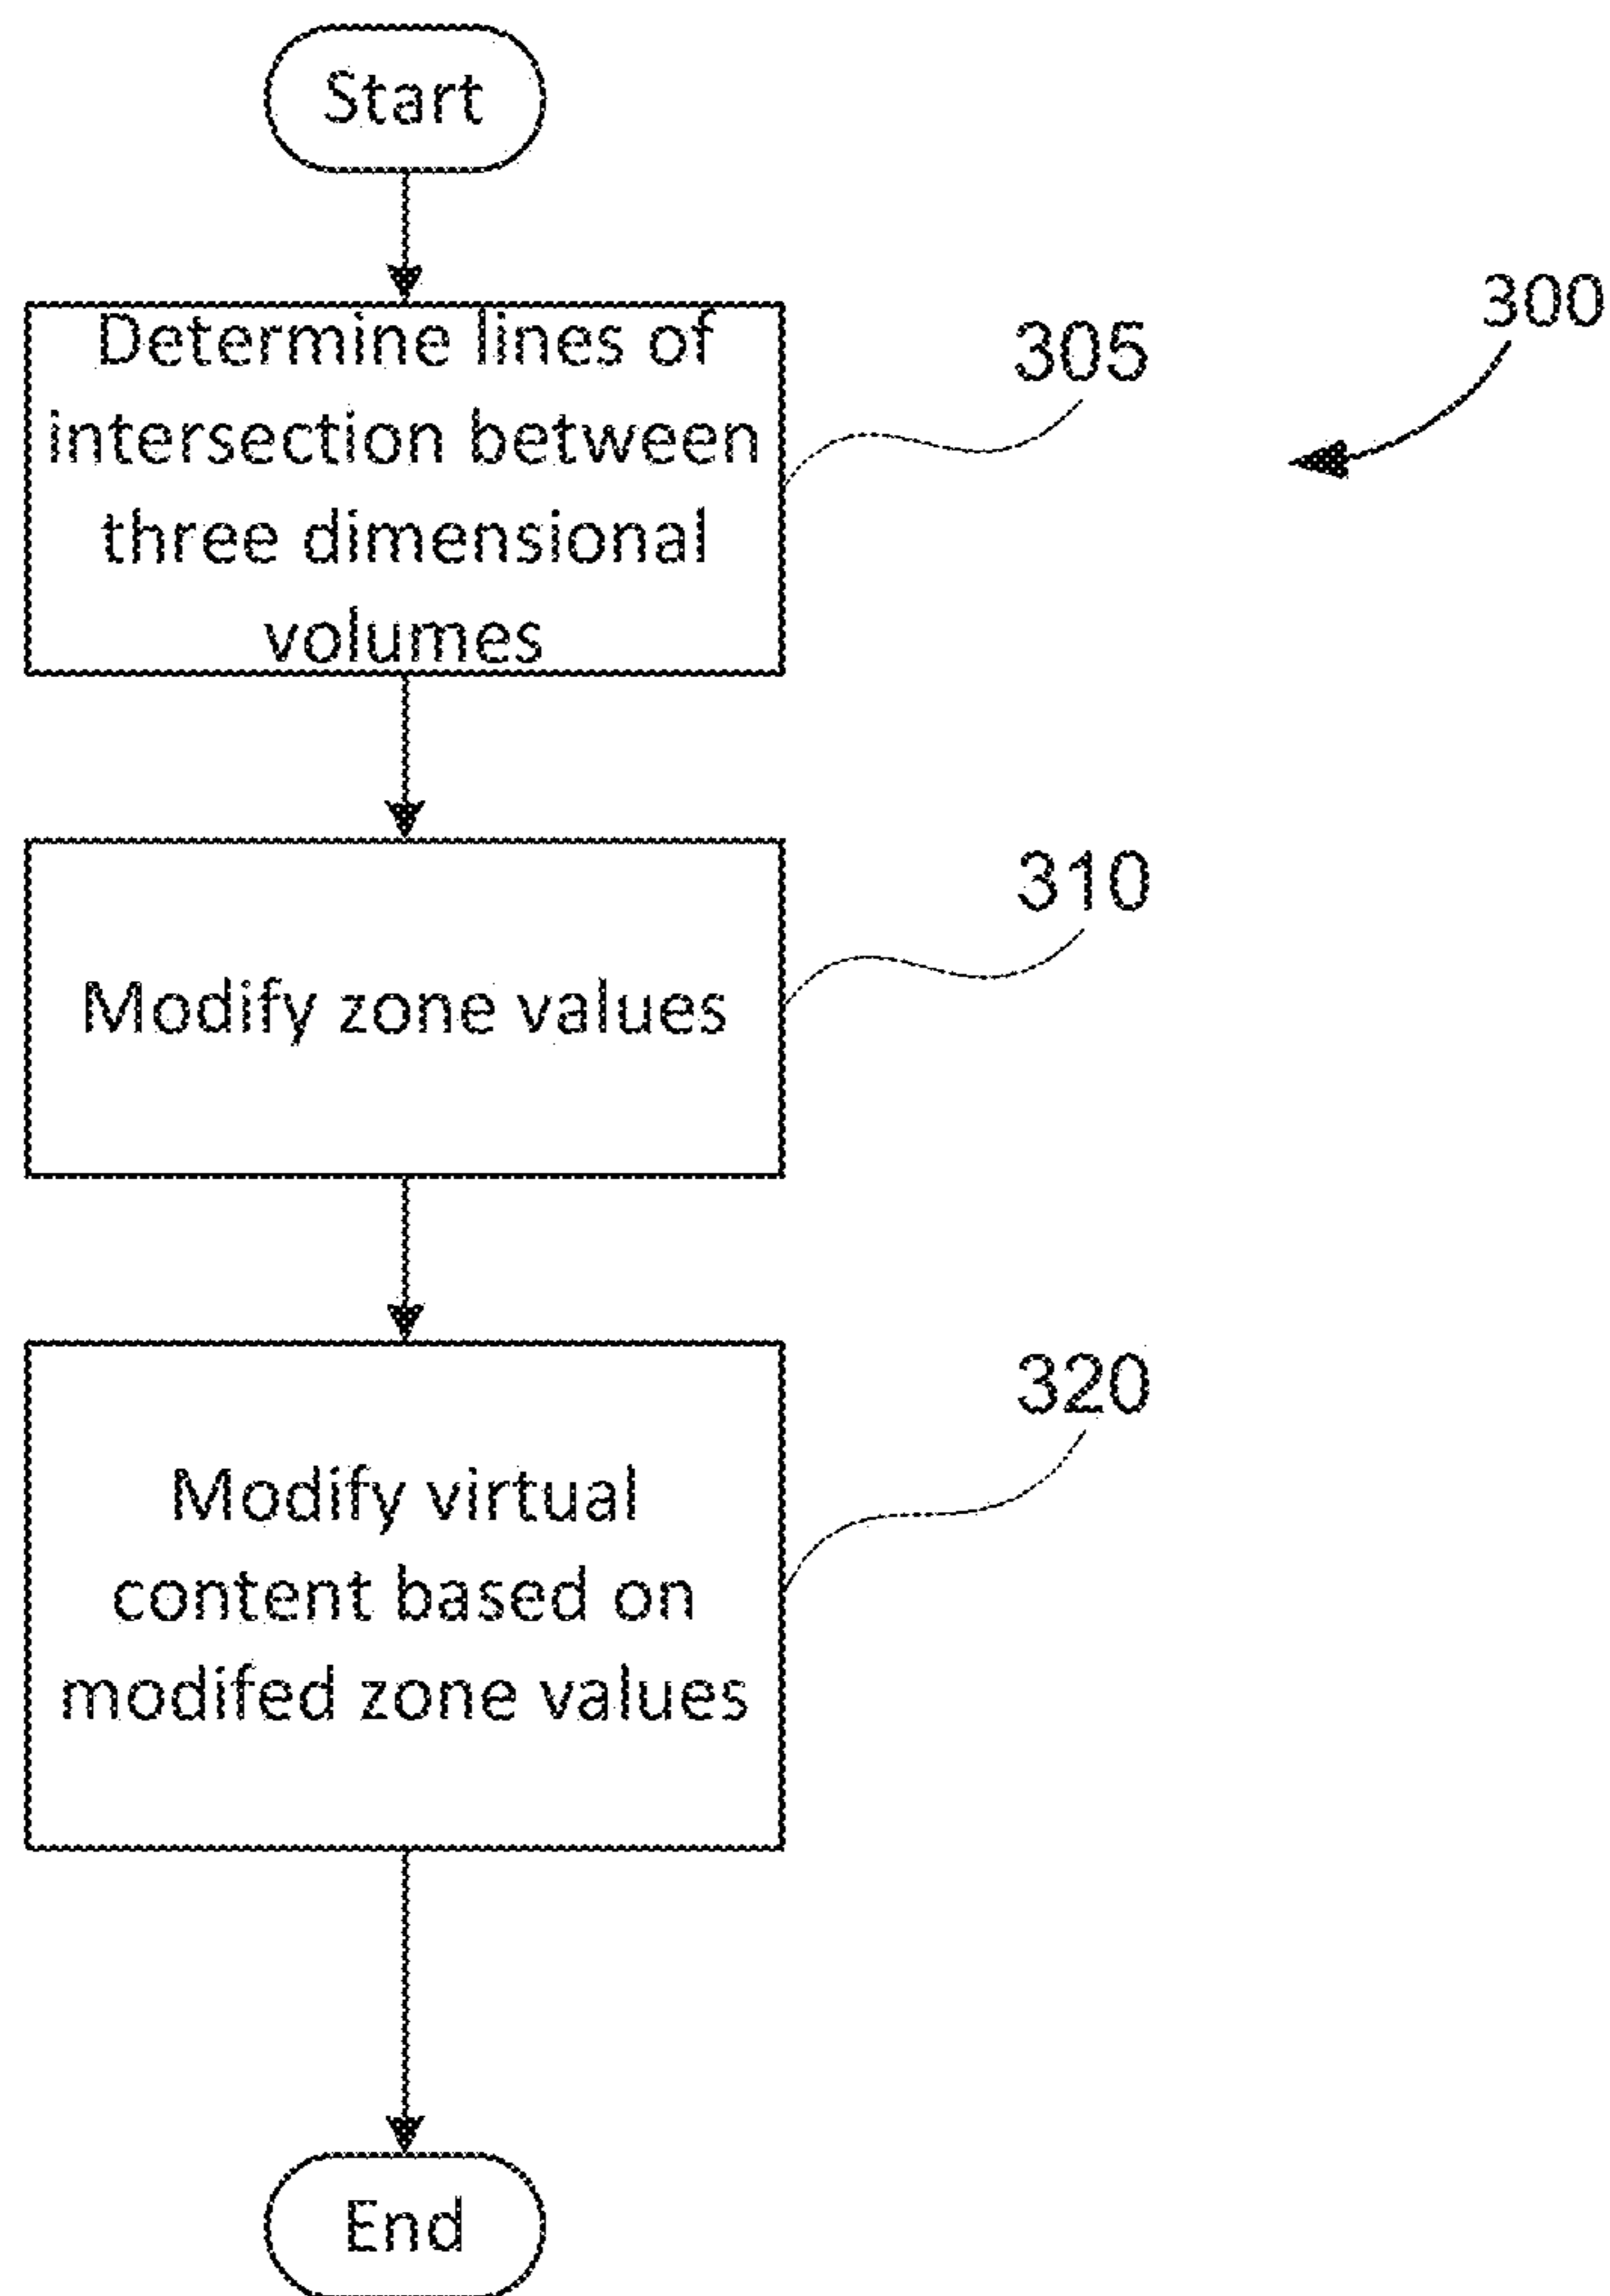 Start
300
Determine lines of
intersection between
three dimensional
volumes
305
Modify zone values
310
Modify virtual
content based on
modifed zone values
320
End